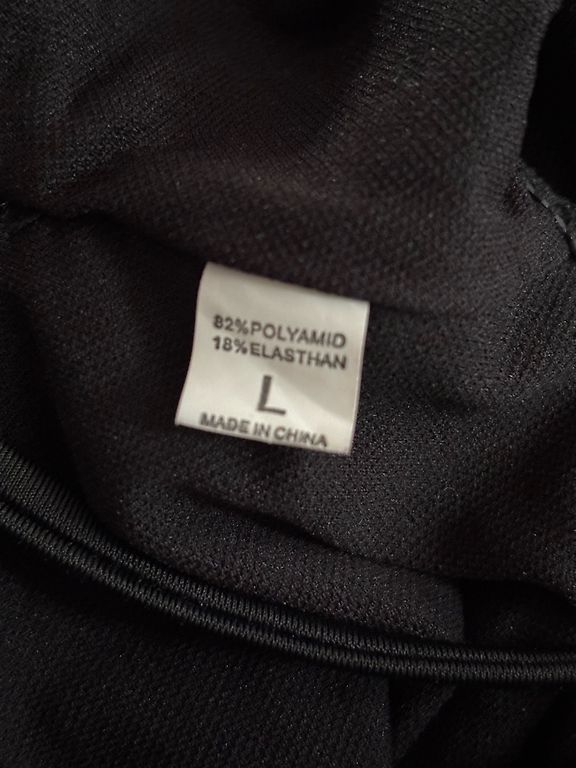 82%POLYAMID
18%ELASTHAN
L
MADE IN CHINA